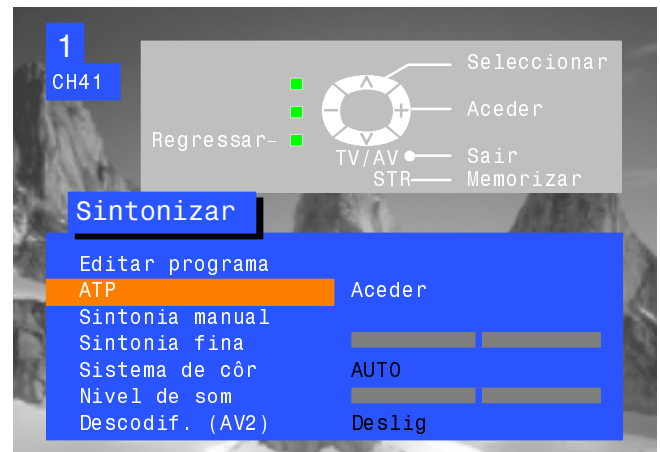 1
CH41
Seleccionar
Aceder
Regressar
TV/AV
Sair
STR
Memorizar
Sintonizar
Editar programa
ATP Aceder
Sintonia manual
Sintonia fina
Sistema de côr AUTO
Nivel de som
Descodif. (AV2) Deslig